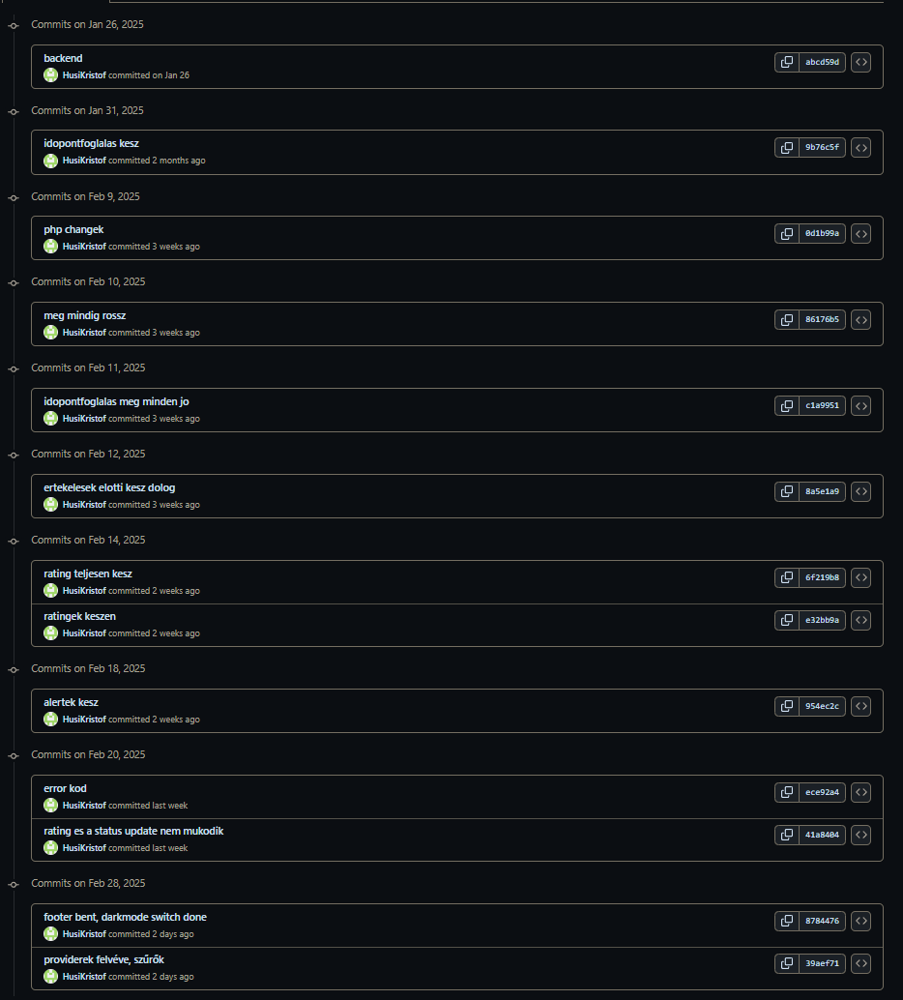 Commits on Jan 26, 2025
backend
HusiKristof committed on Jan 26
abcd59d
Commits on Jan 31, 2025
idopontfoglalas kesz
HusiKristof committed 2 months ago
9b76c5f
Commits on Feb 9, 2025
php changek
HusiKristof committed 3 weeks ago
0d1b99a
Commits on Feb 10, 2025
meg mindig rossz
HusiKristof committed 3 weeks ago
86176b5
Commits on Feb 11, 2025
idopontfoglalas meg minden jo
HusiKristof committed 3 weeks ago
c1a9951
Commits on Feb 12, 2025
ertekelesek elotti kesz dolog
HusiKristof committed 3 weeks ago
8a5e1a9
Commits on Feb 14, 2025
rating teljesen kesz
HusiKristof committed 2 weeks ago
6f219b8
ratingek keszen
HusiKristof committed 2 weeks ago
e32bb9a
Commits on Feb 18, 2025
alertek kesz
HusiKristof committed 2 weeks ago
954ec2c
Commits on Feb 20, 2025
error kod
HusiKristof committed last week
ece92a4
rating es a status update nem mukodik
HusiKristof committed last week
41a8404
Commits on Feb 28, 2025
footer bent, darkmode switch done
HusiKristof committed 2 days ago
8784476
providerek felvéve, szűrők
HusiKristof committed 2 days ago
39aef71